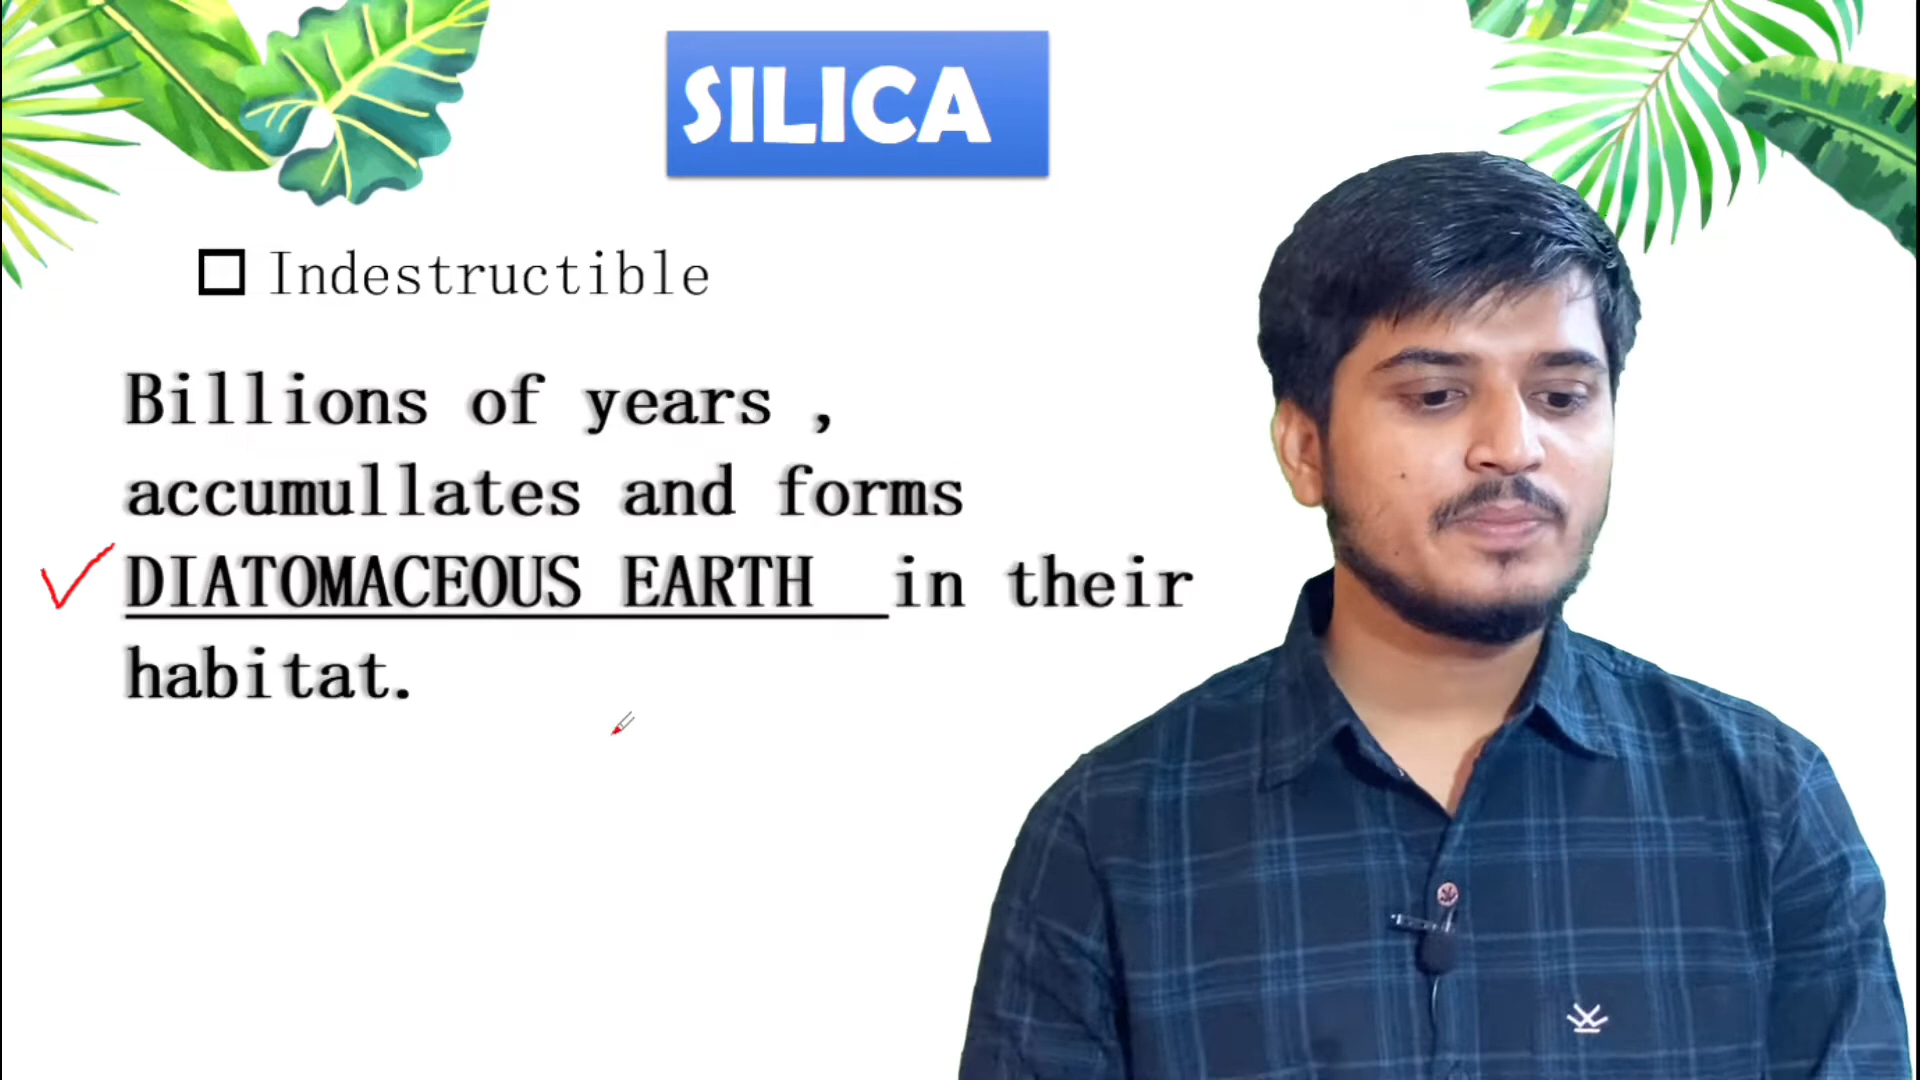 SILICA
Indestructible
Billions of years ,
accumullates and forms
DIATOMACEOUS EARTH in their
habitat.